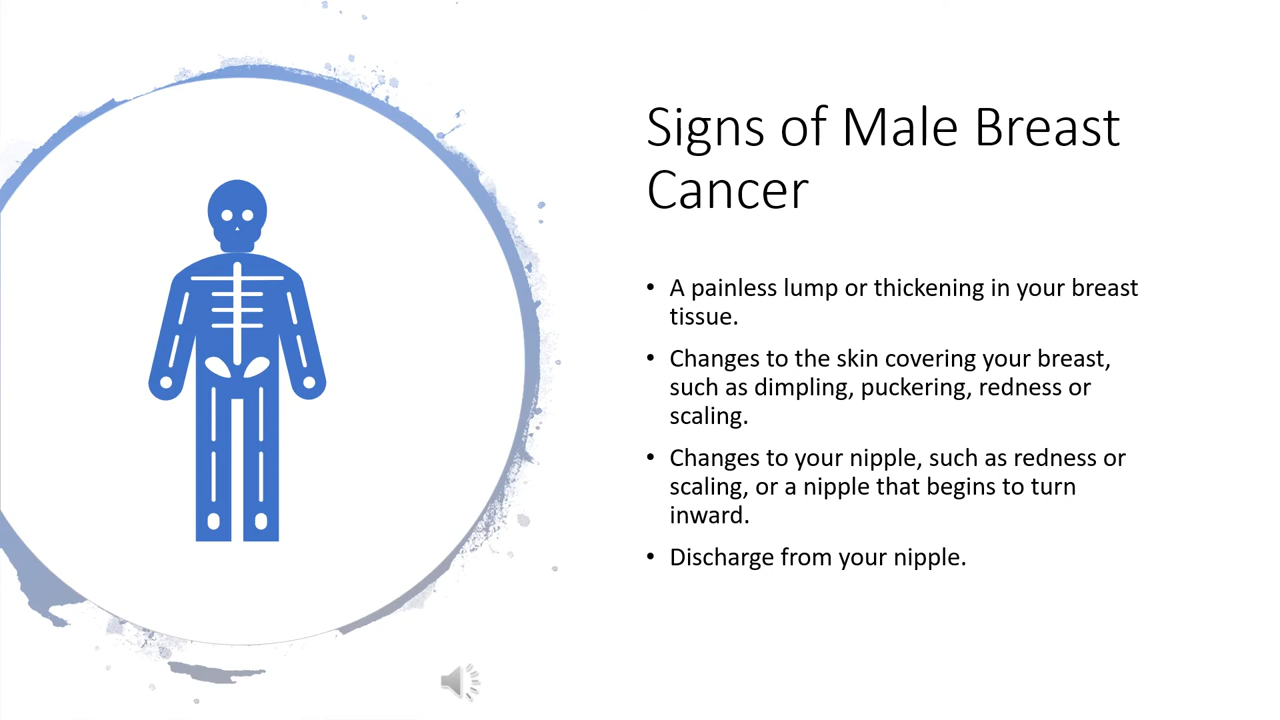 Signs of Male Breast
Cancer
• A painless lump or thickening in your breast
tissue.
• Changes to the skin covering your breast,
such as dimpling, puckering, redness or
scaling.
• Changes to your nipple, such as redness or
scaling, or a nipple that begins to turn
inward.
• Discharge from your nipple.